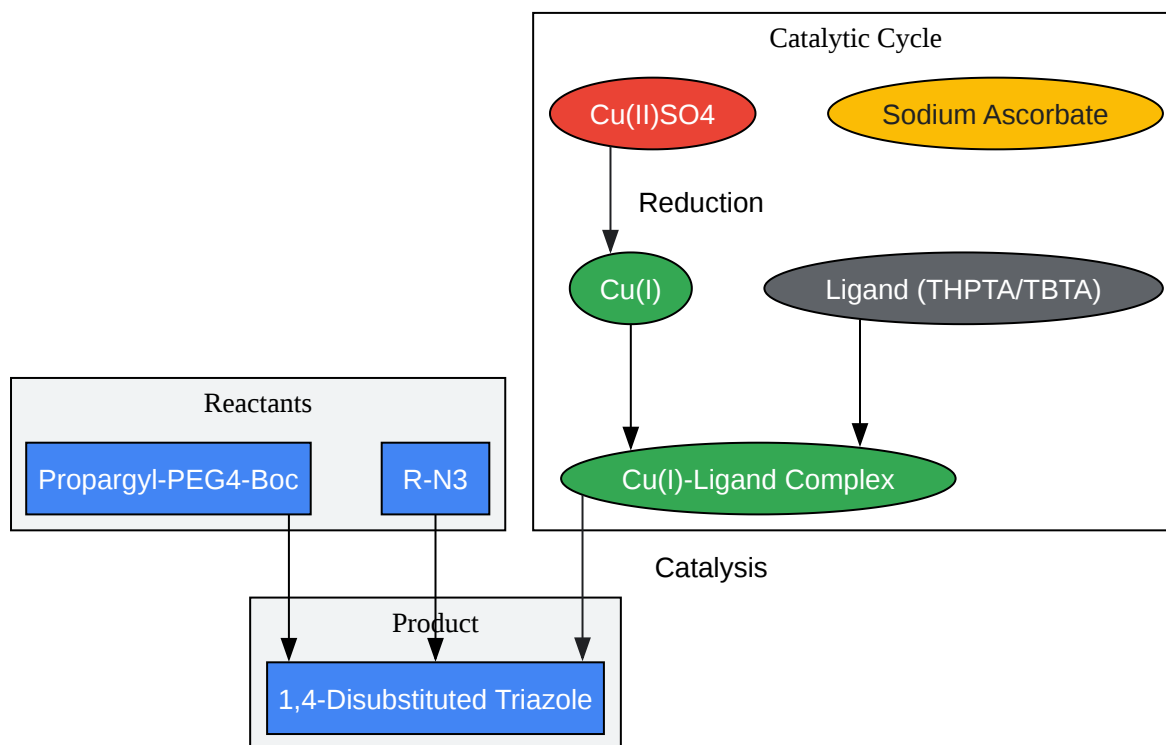 Catalytic Cycle
Cu(II)SO4
Sodium Ascorbate
Reduction
Cu(I)
Ligand (THPTA/TBTA)
Reactants
Propargyl-PEG4-Boc
R-N3
Cu(I)-Ligand Complex
Catalysis
Product
1,4-Disubstituted Triazole